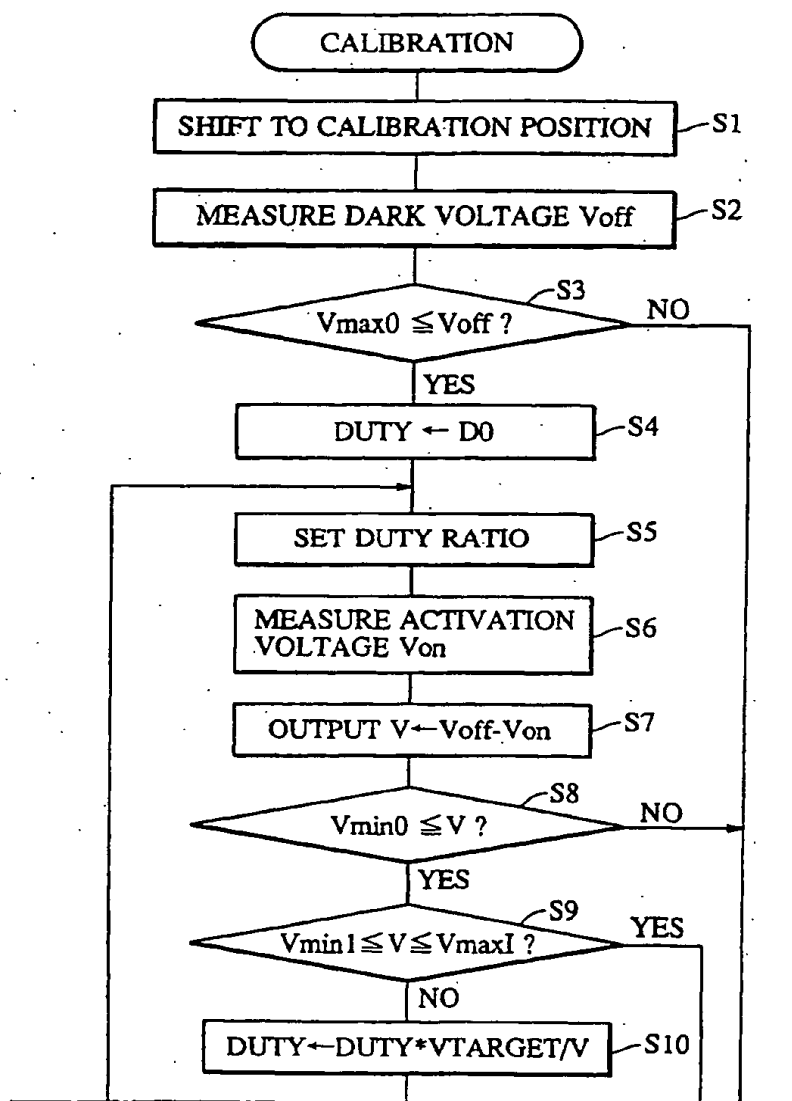 CALIBRATION
SHIFT TO CALIBRATION POSITION
S1
MEASURE DARK VOLTAGE Voff
S2
S3
Vmax0 ≦ Voff ?
NO
YES
DUTY ← D0
S4
SET DUTY RATIO
S5
MEASURE ACTIVATION
VOLTAGE Von
S6
OUTPUT V←Voff-Von
S7
S8
Vmin0 ≦ V ?
NO
YES
S9
Vmin1≦V≦VmaxI ?
YES
NO
DUTY←DUTY*VTARGET/V
S10